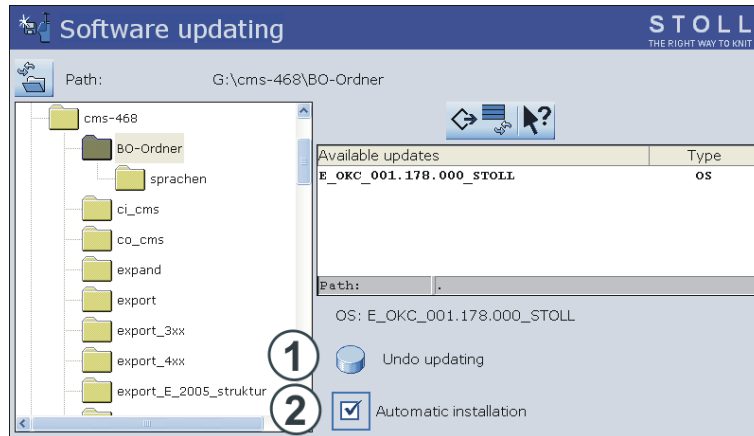 Software updating
STOLL
THE RIGHT WAY TO KNIT
Path: G:\cms-468\BO-Ordner
cms-468
BO-Ordner
sprachen
ci_cms
co_cms
expand
export
export_3xx
export_4xx
export_E_2005_struktur
?
Available updates Type
E_OKC_001.178.000_STOLL OS
Path: .
OS: E_OKC_001.178.000_STOLL
1 Undo updating
2 Automatic installation